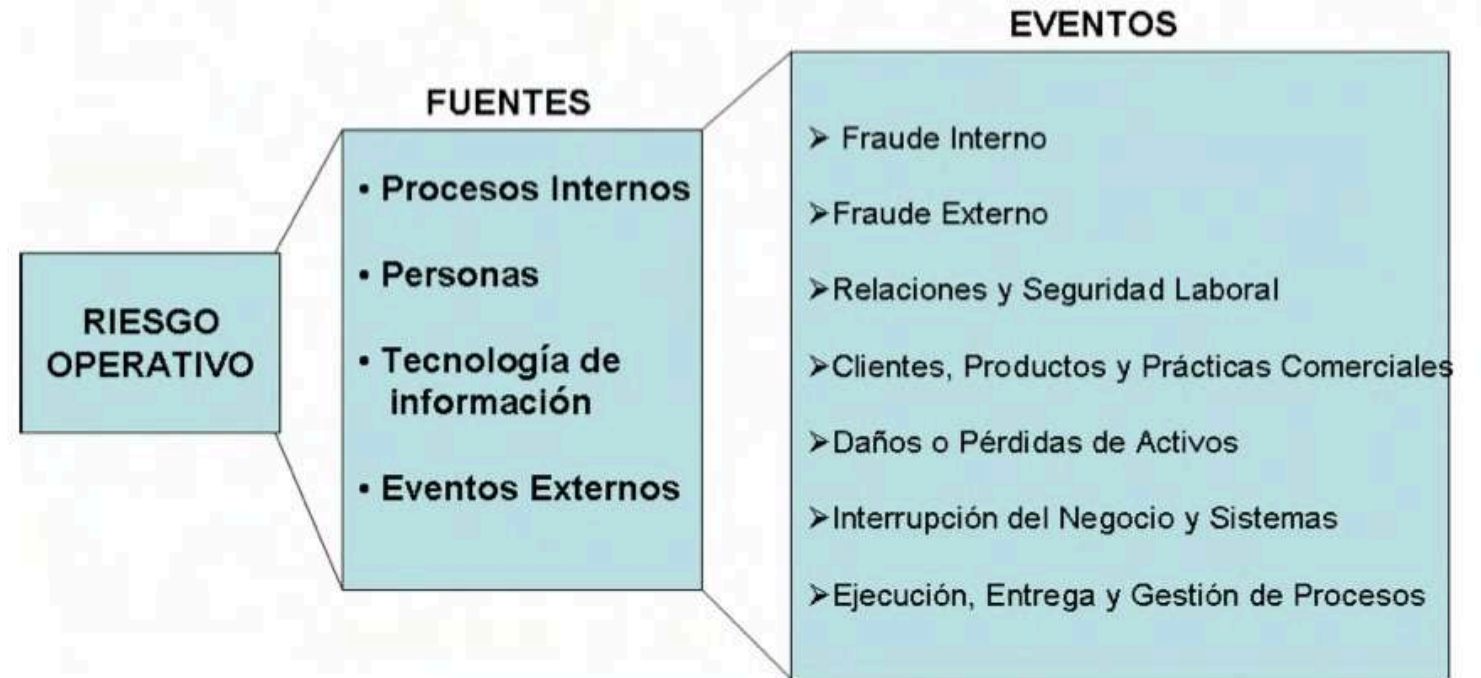 RIESGO
OPERATIVO
FUENTES
• Procesos Internos
• Personas
• Tecnología de
información
• Eventos Externos
EVENTOS
➢ Fraude Interno
➢Fraude Externo
➢Relaciones y Seguridad Laboral
➢Clientes, Productos y Prácticas Comerciales
➢Daños o Pérdidas de Activos
➢Interrupción del Negocio y Sistemas
➢Ejecución, Entrega y Gestión de Procesos